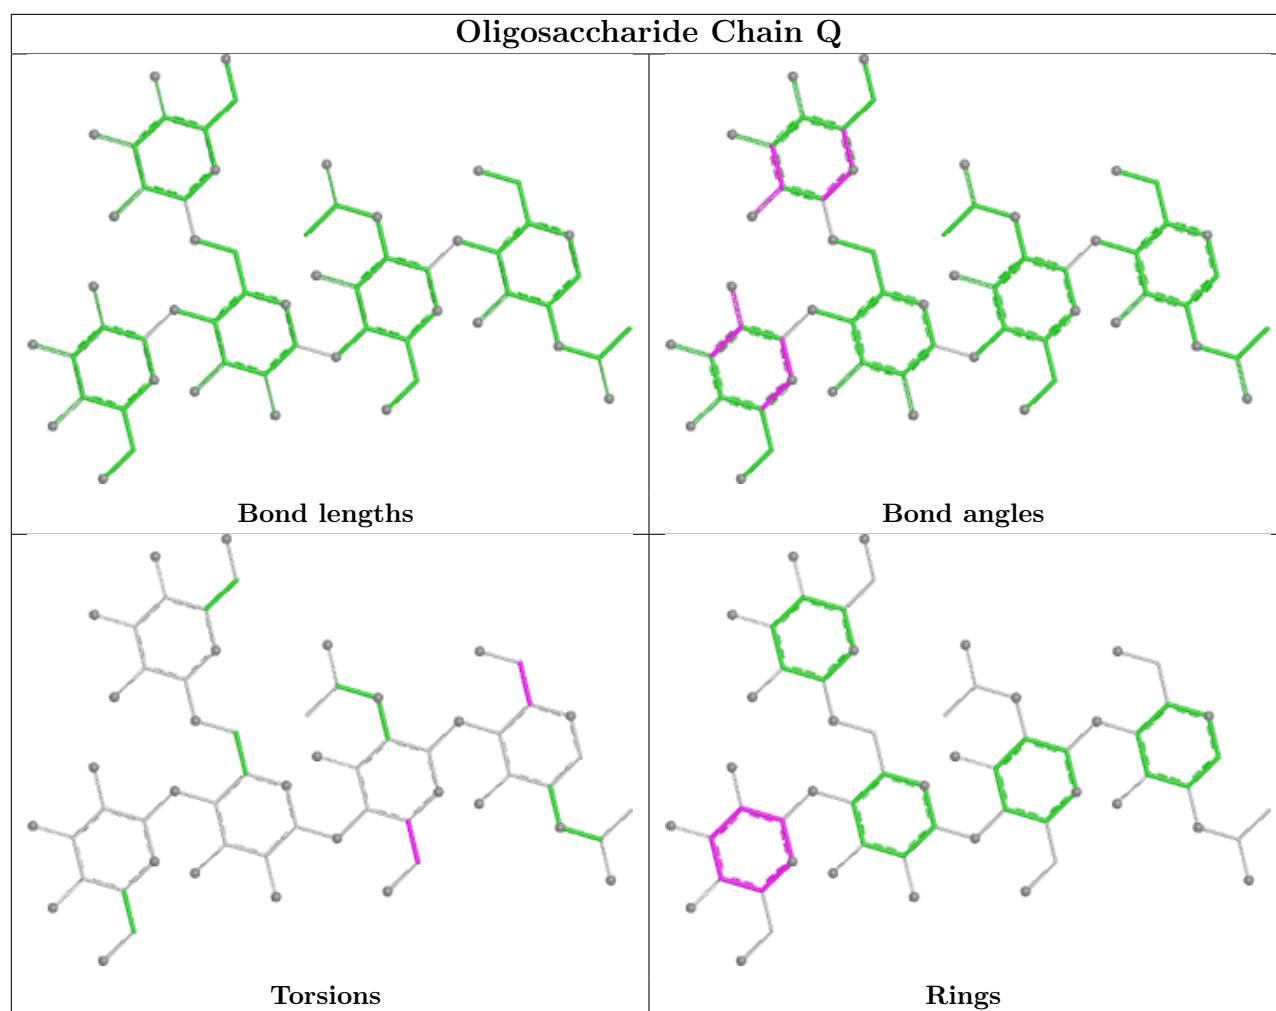 Oligosaccharide Chain Q
Bond lengths
Bond angles
Torsions
Rings